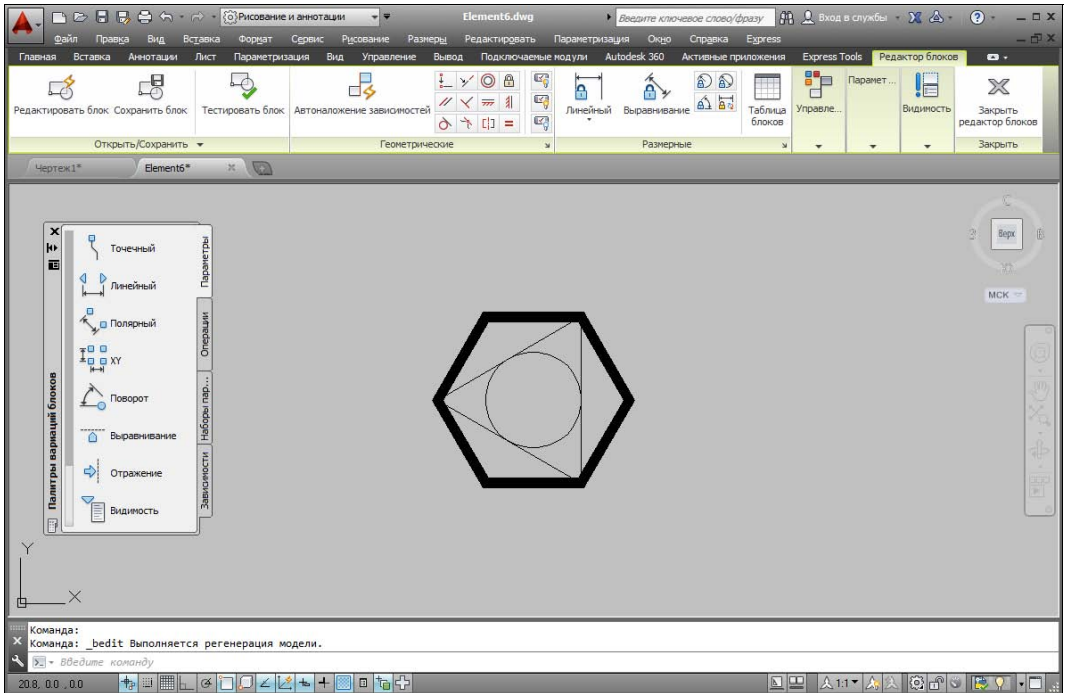 Рисование и аннотации
Element6.dwg
Введите ключевое слово/фразу
Вход в службы
Файл Правка Вид Вставка Формат Сервис Рисование Размеры Редактировать Параметризация Окно Справка Express
Главная Вставка Аннотации Лист Параметризация Вид Управление Вывод Подключаемые модули Autodesk 360 Активные приложения Express Tools Редактор блоков
Редактировать блок Сохранить блок Тестировать блок Автоналожение зависимостей Линейный Выравнивание Таблица блоков Управле... Парамет... Видимость Закрыть редактор блоков
Открыть/Сохранить Геометрические Размерные Закрыть
Чертеж1* Element6*
Верх
МСК
Точечный
Линейный
Полярный
XY
Поворот
Выравнивание
Отражение
Видимость
Параметры
Операции
Наборы пар...
Зависимости
Палитры вариаций блоков
Y
X
Команда:
Команда: _bedit Выполняется регенерация модели.
Введите команду
20.8, 0.0 , 0.0
1:1